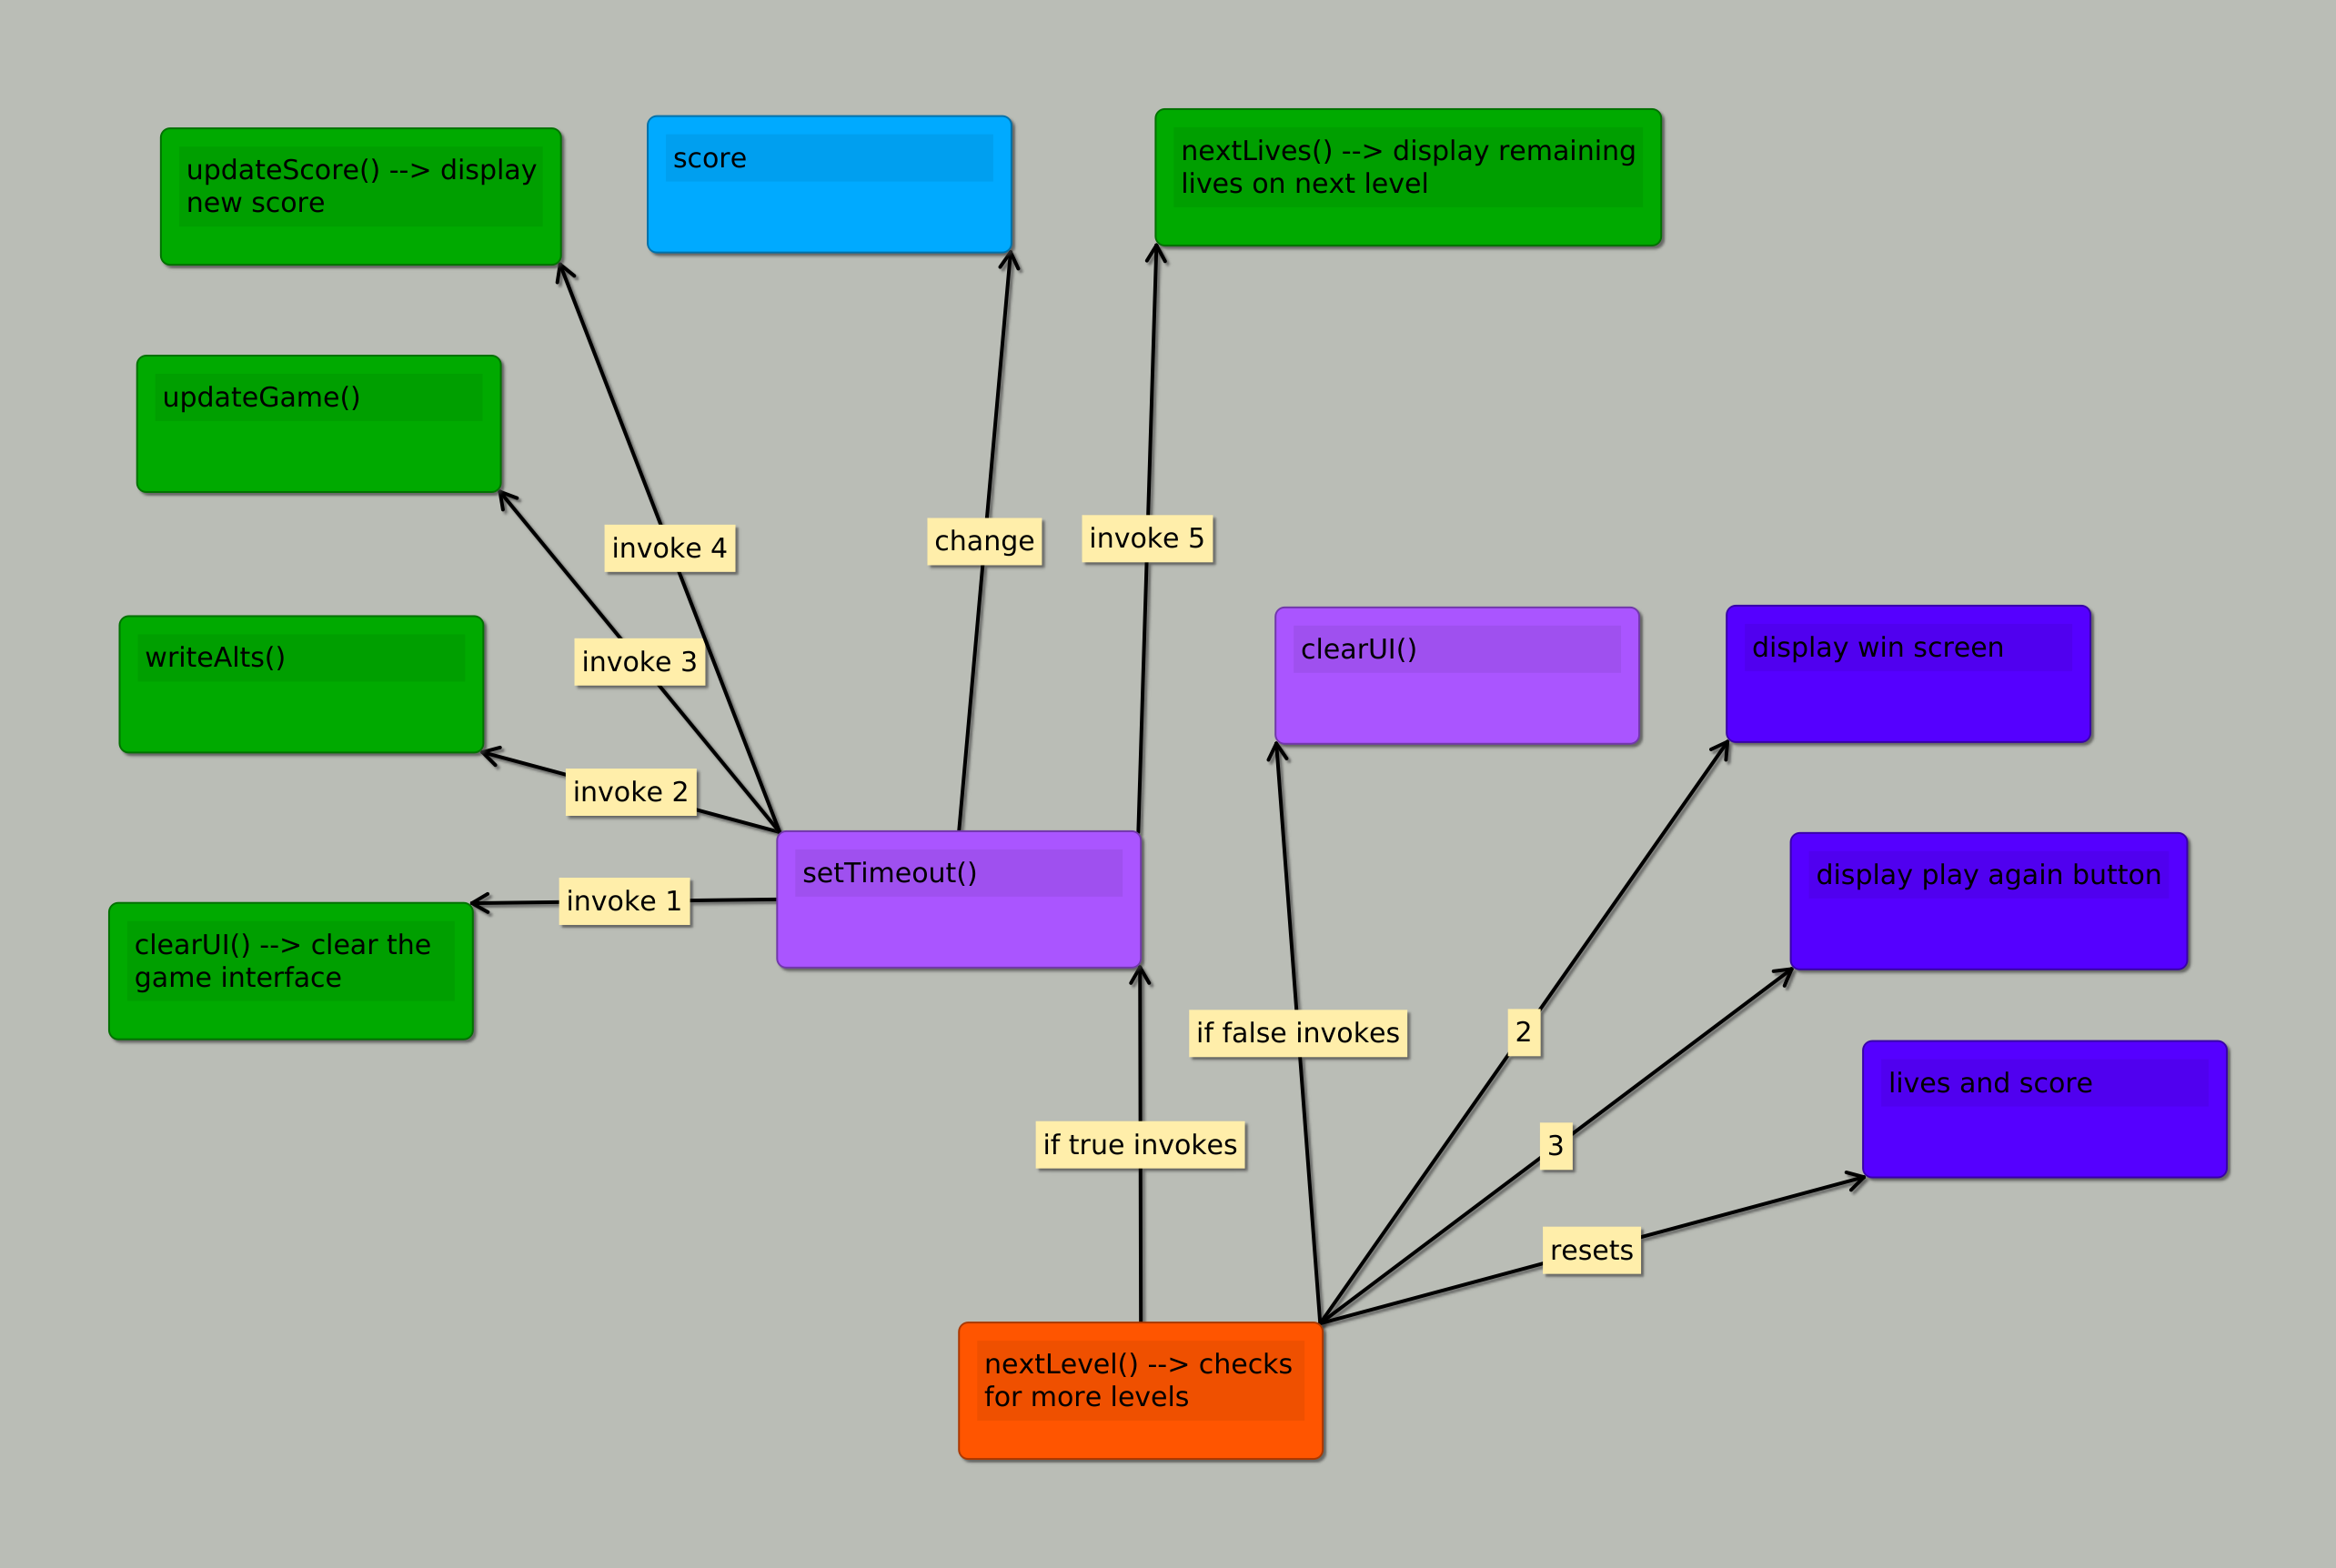 updateScore() --> display
new score
score
nextLives() --> display remaining
lives on next level
updateGame()
invoke 4
change
invoke 5
writeAlts()
invoke 3
clearUI()
display win screen
invoke 2
setTimeout()
display play again button
invoke 1
clearUI() --> clear the
game interface
if false invokes
2
lives and score
if true invokes
3
resets
nextLevel() --> checks
for more levels